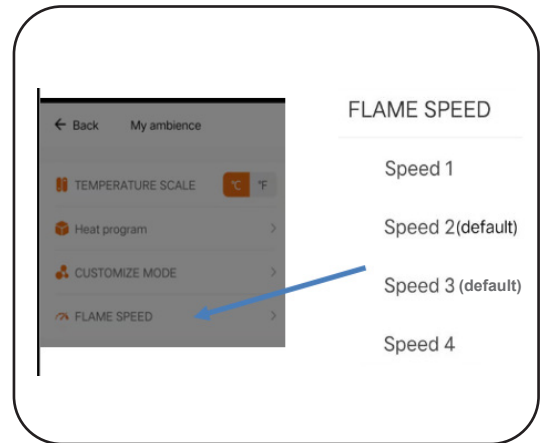 ← Back My ambience
TEMPERATURE SCALE °C °F
Heat program >
CUSTOMIZE MODE >
FLAME SPEED >
FLAME SPEED
Speed 1
Speed 2(default)
Speed 3 (default)
Speed 4